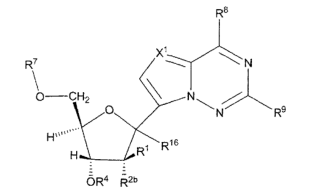 R⁸
R⁷
X¹
N
O
CH₂
N
N
R⁹
O
H
R¹⁶
H
R¹
OR⁴
R²ᵇ